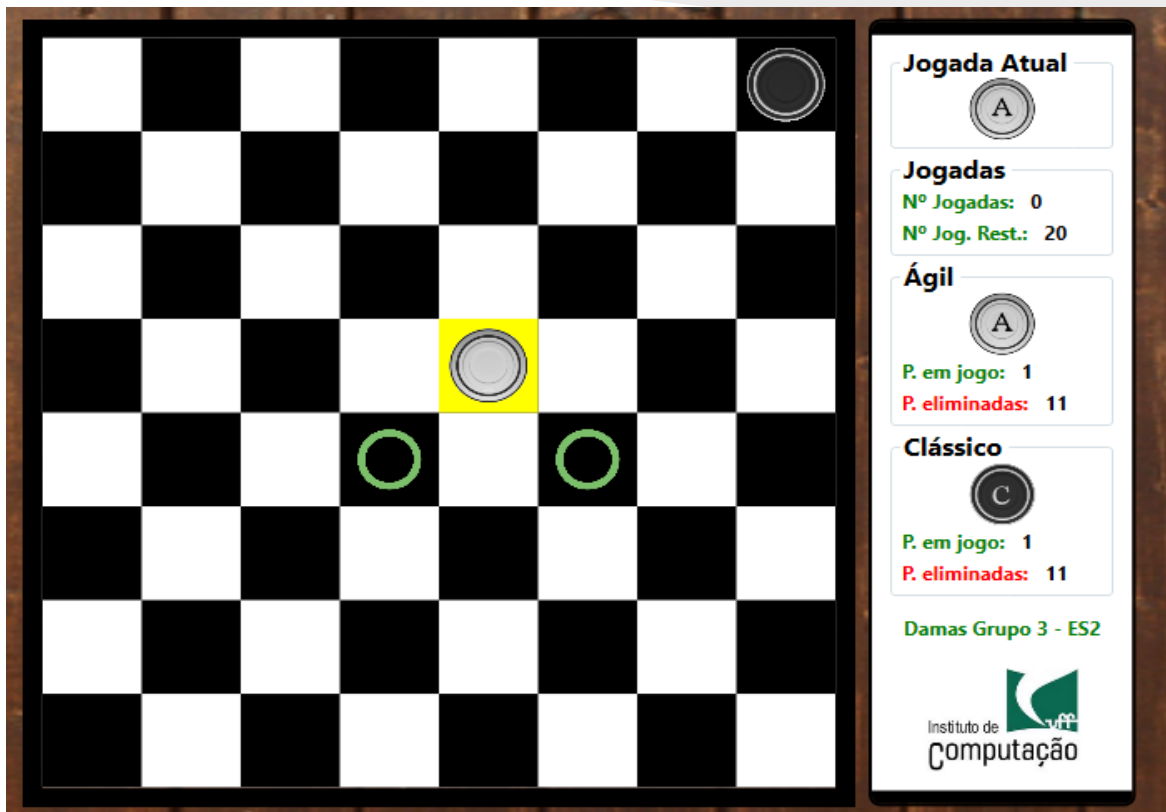 Jogada Atual
A
Jogadas
Nº Jogadas: 0
Nº Jog. Rest.: 20
Ágil
A
P. em jogo: 1
P. eliminadas: 11
Clássico
C
P. em jogo: 1
P. eliminadas: 11
Damas Grupo 3 - ES2
Instituto de
uff
Computação